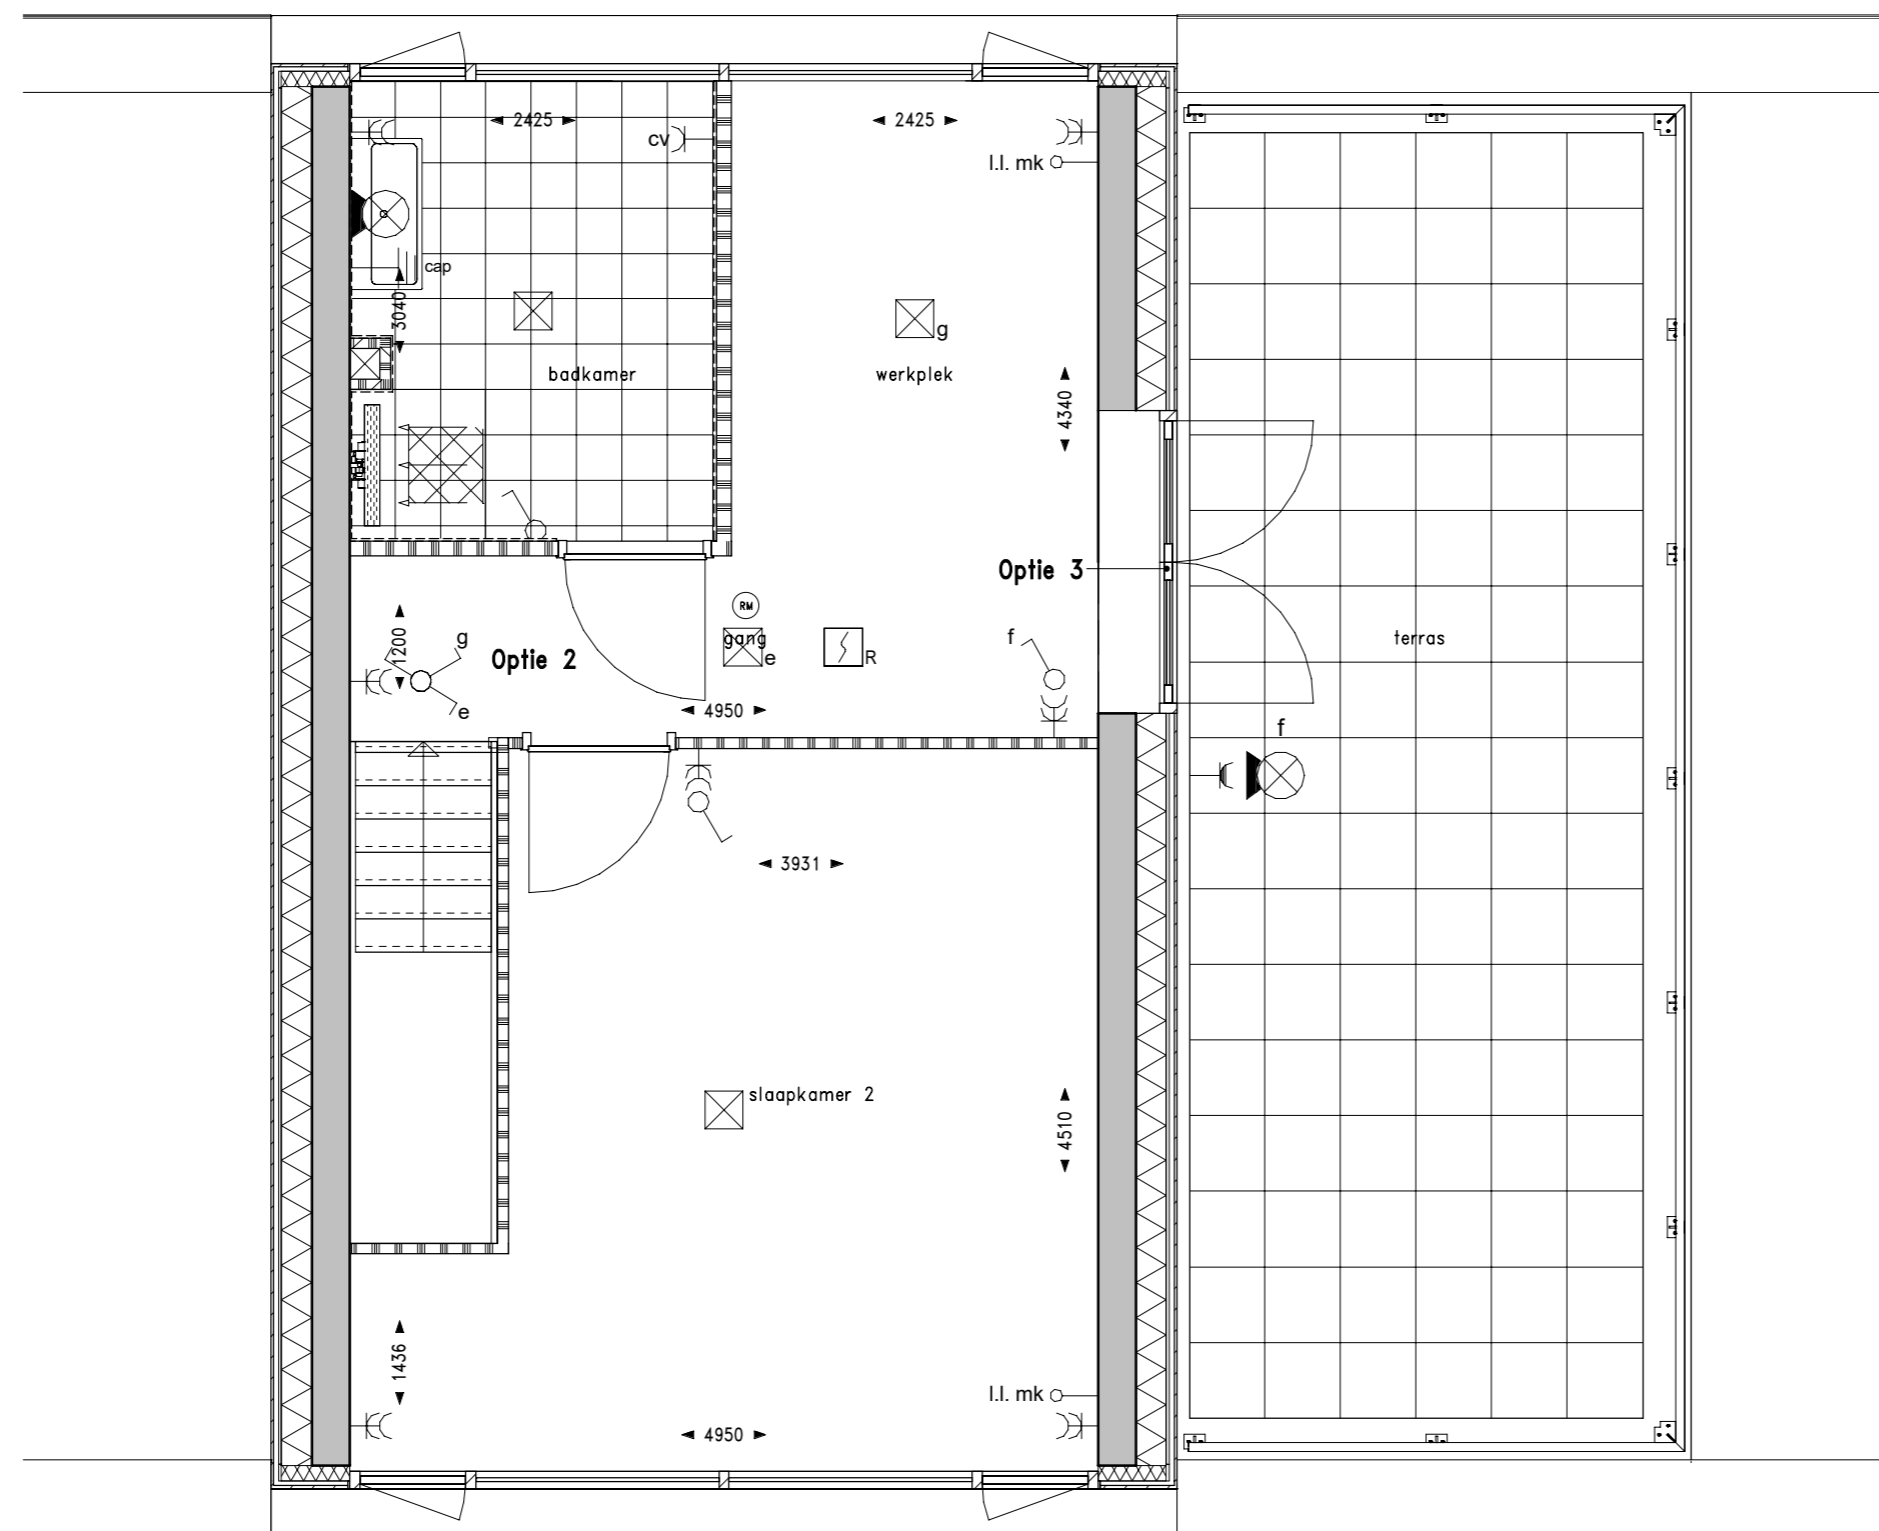 2425
2425
cv
l.l. mk
cap
3040
g
badkamer
werkplek
4340
Optie 3
RM
1200
g
gang
e
R
f
terras
Optie 2
e
4950
f
3931
slaapkamer 2
4510
1436
l.l. mk
4950